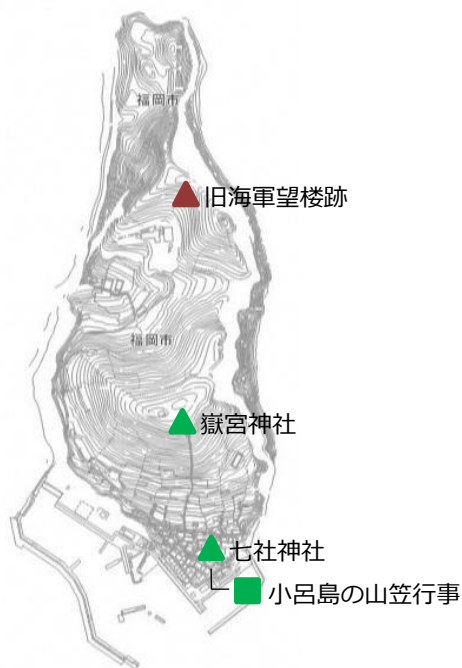 福岡市
旧海軍望楼跡
福岡市
嶽宮神社
七社神社
小呂島の山笠行事